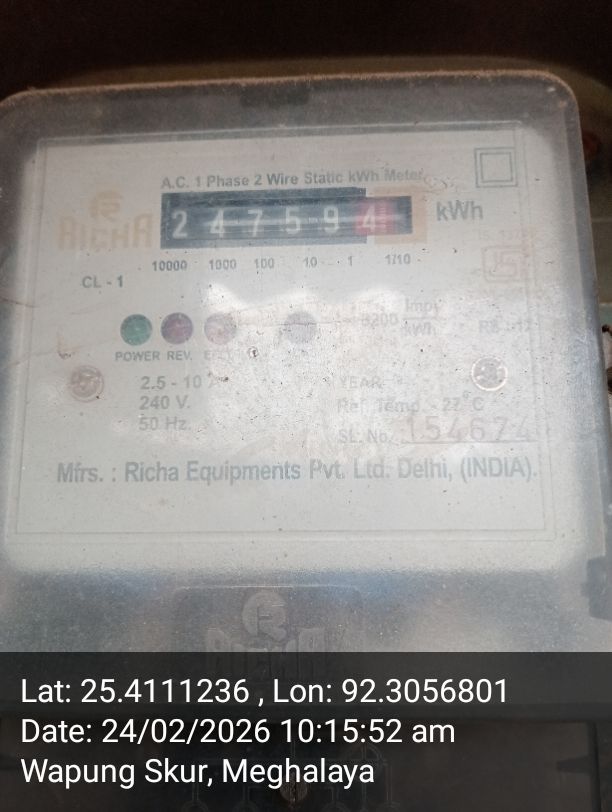 A.C. 1 Phase 2 Wire Static kWh Meter
RICHA
2 4 7 5 9 4
kWh
10000 1000 100 10 1 1/10
CL - 1
3200 Imp/
kWh
POWER REV.
2.5 - 10
YEAR
240 V.
Ref. Temp. - 27°C
50 Hz.
SL. No. 154674
Mfrs. : Richa Equipments Pvt. Ltd. Delhi, (INDIA).
RICHA
Lat: 25.4111236 , Lon: 92.3056801
Date: 24/02/2026 10:15:52 am
Wapung Skur, Meghalaya